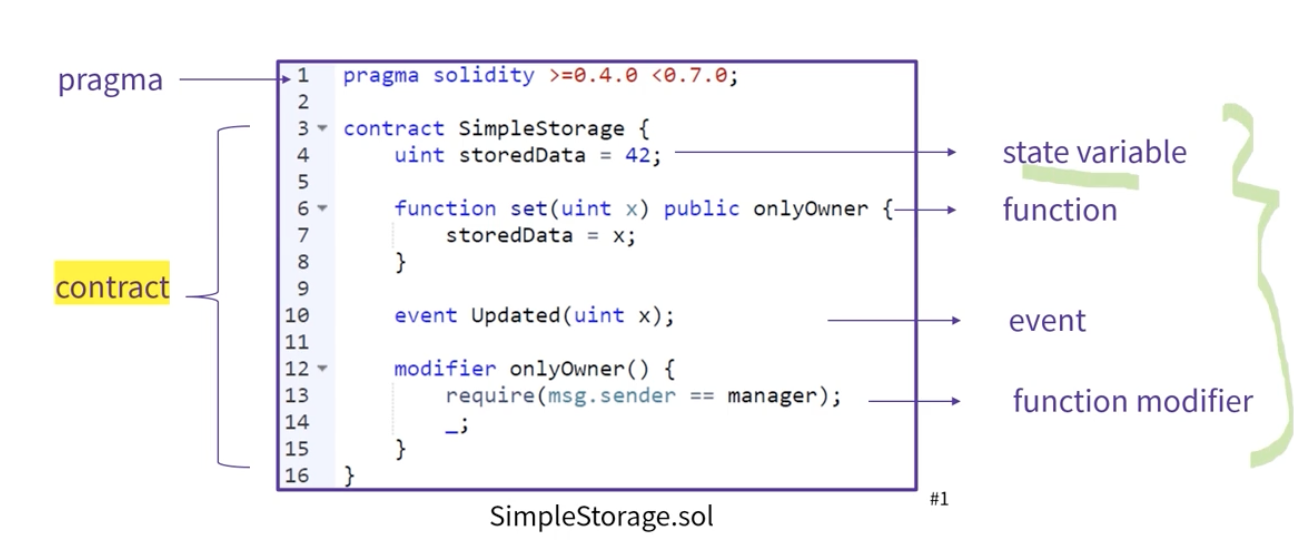 pragma
1 pragma solidity >=0.4.0 <0.7.0;
2
3 contract SimpleStorage {
4 uint storedData = 42;
state variable
5
6 function set(uint x) public onlyOwner {
function
7 storedData = x;
8 }
9
contract
10 event Updated(uint x);
event
11
12 modifier onlyOwner() {
13 require(msg.sender == manager);
function modifier
14 _;
15 }
16 }
#1
SimpleStorage.sol